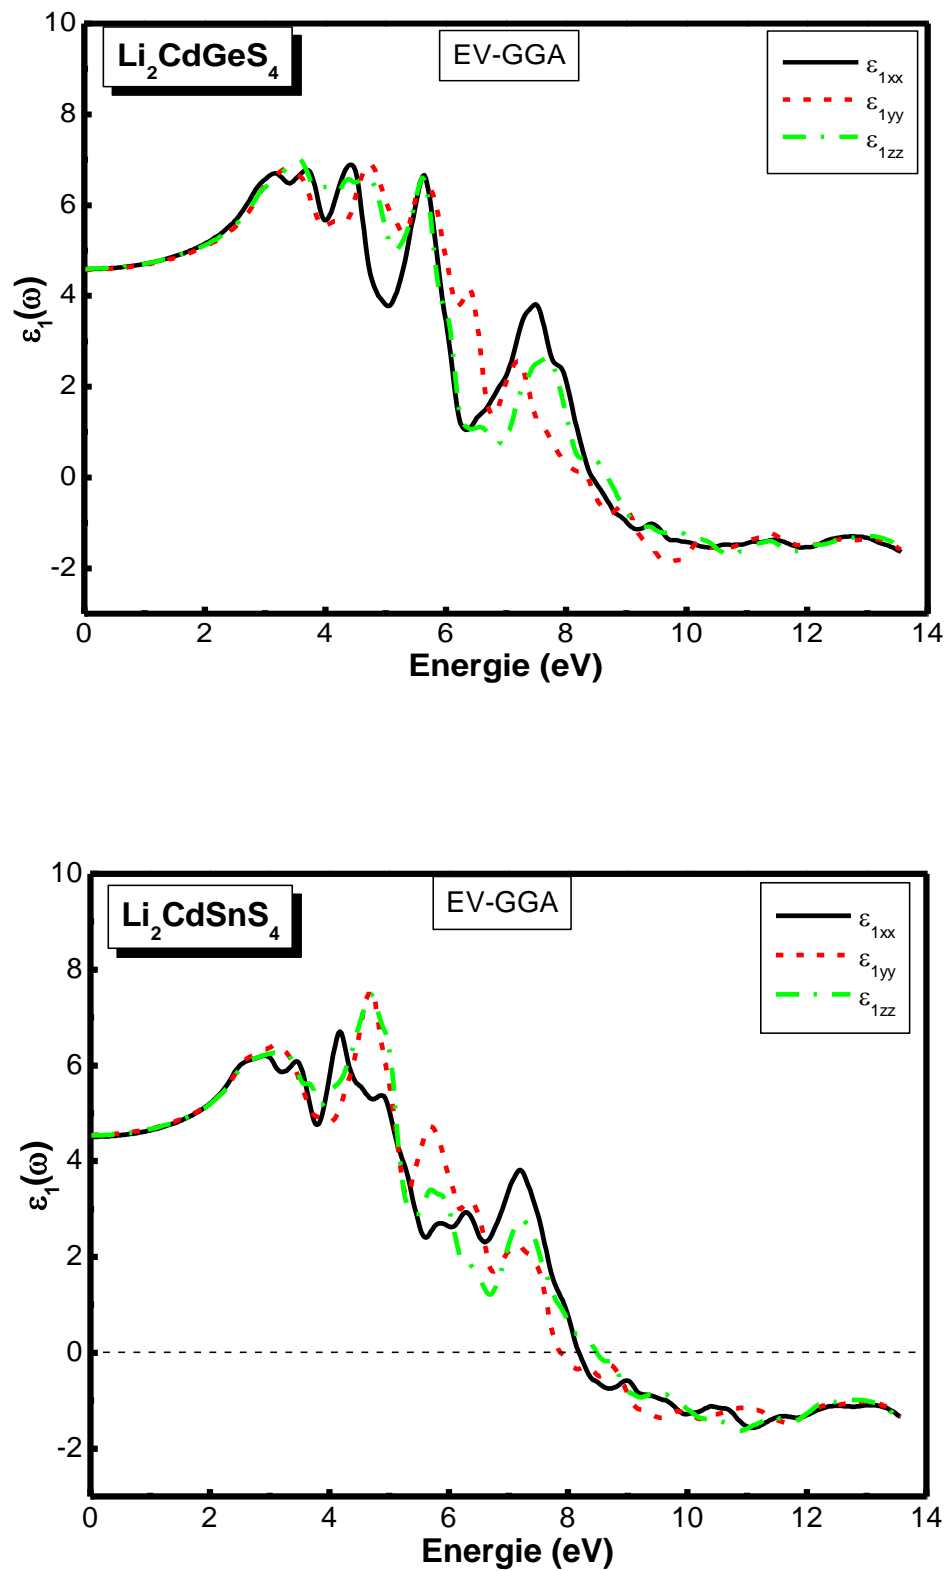 Li₂CdGeS₄
EV-GGA
ε₁xx
ε₁yy
ε₁zz
10
8
6
4
2
0
-2
ε₁(ω)
0 2 4 6 8 10 12 14
Energie (eV)
Li₂CdSnS₄
EV-GGA
ε₁xx
ε₁yy
ε₁zz
10
8
6
4
2
0
-2
ε₁(ω)
0 2 4 6 8 10 12 14
Energie (eV)